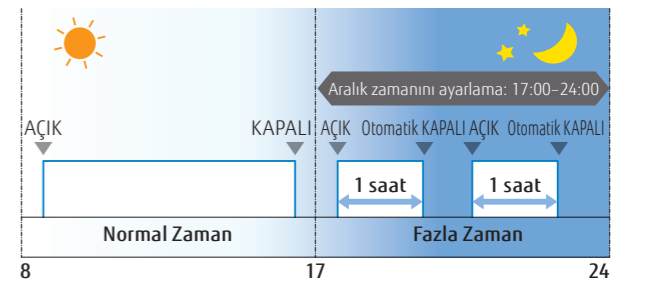 Aralık zamanını ayarlama: 17:00–24:00
AÇIK KAPALI AÇIK Otomatik KAPALI AÇIK Otomatik KAPALI
1 saat 1 saat
Normal Zaman Fazla Zaman
8 17 24